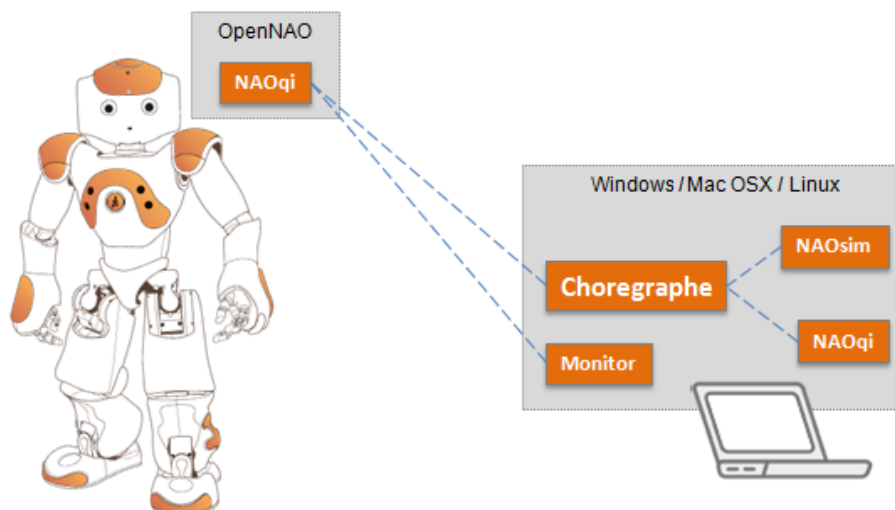 OpenNAO
NAOqi
Windows / Mac OSX / Linux
NAOsim
Choregraphe
NAOqi
Monitor